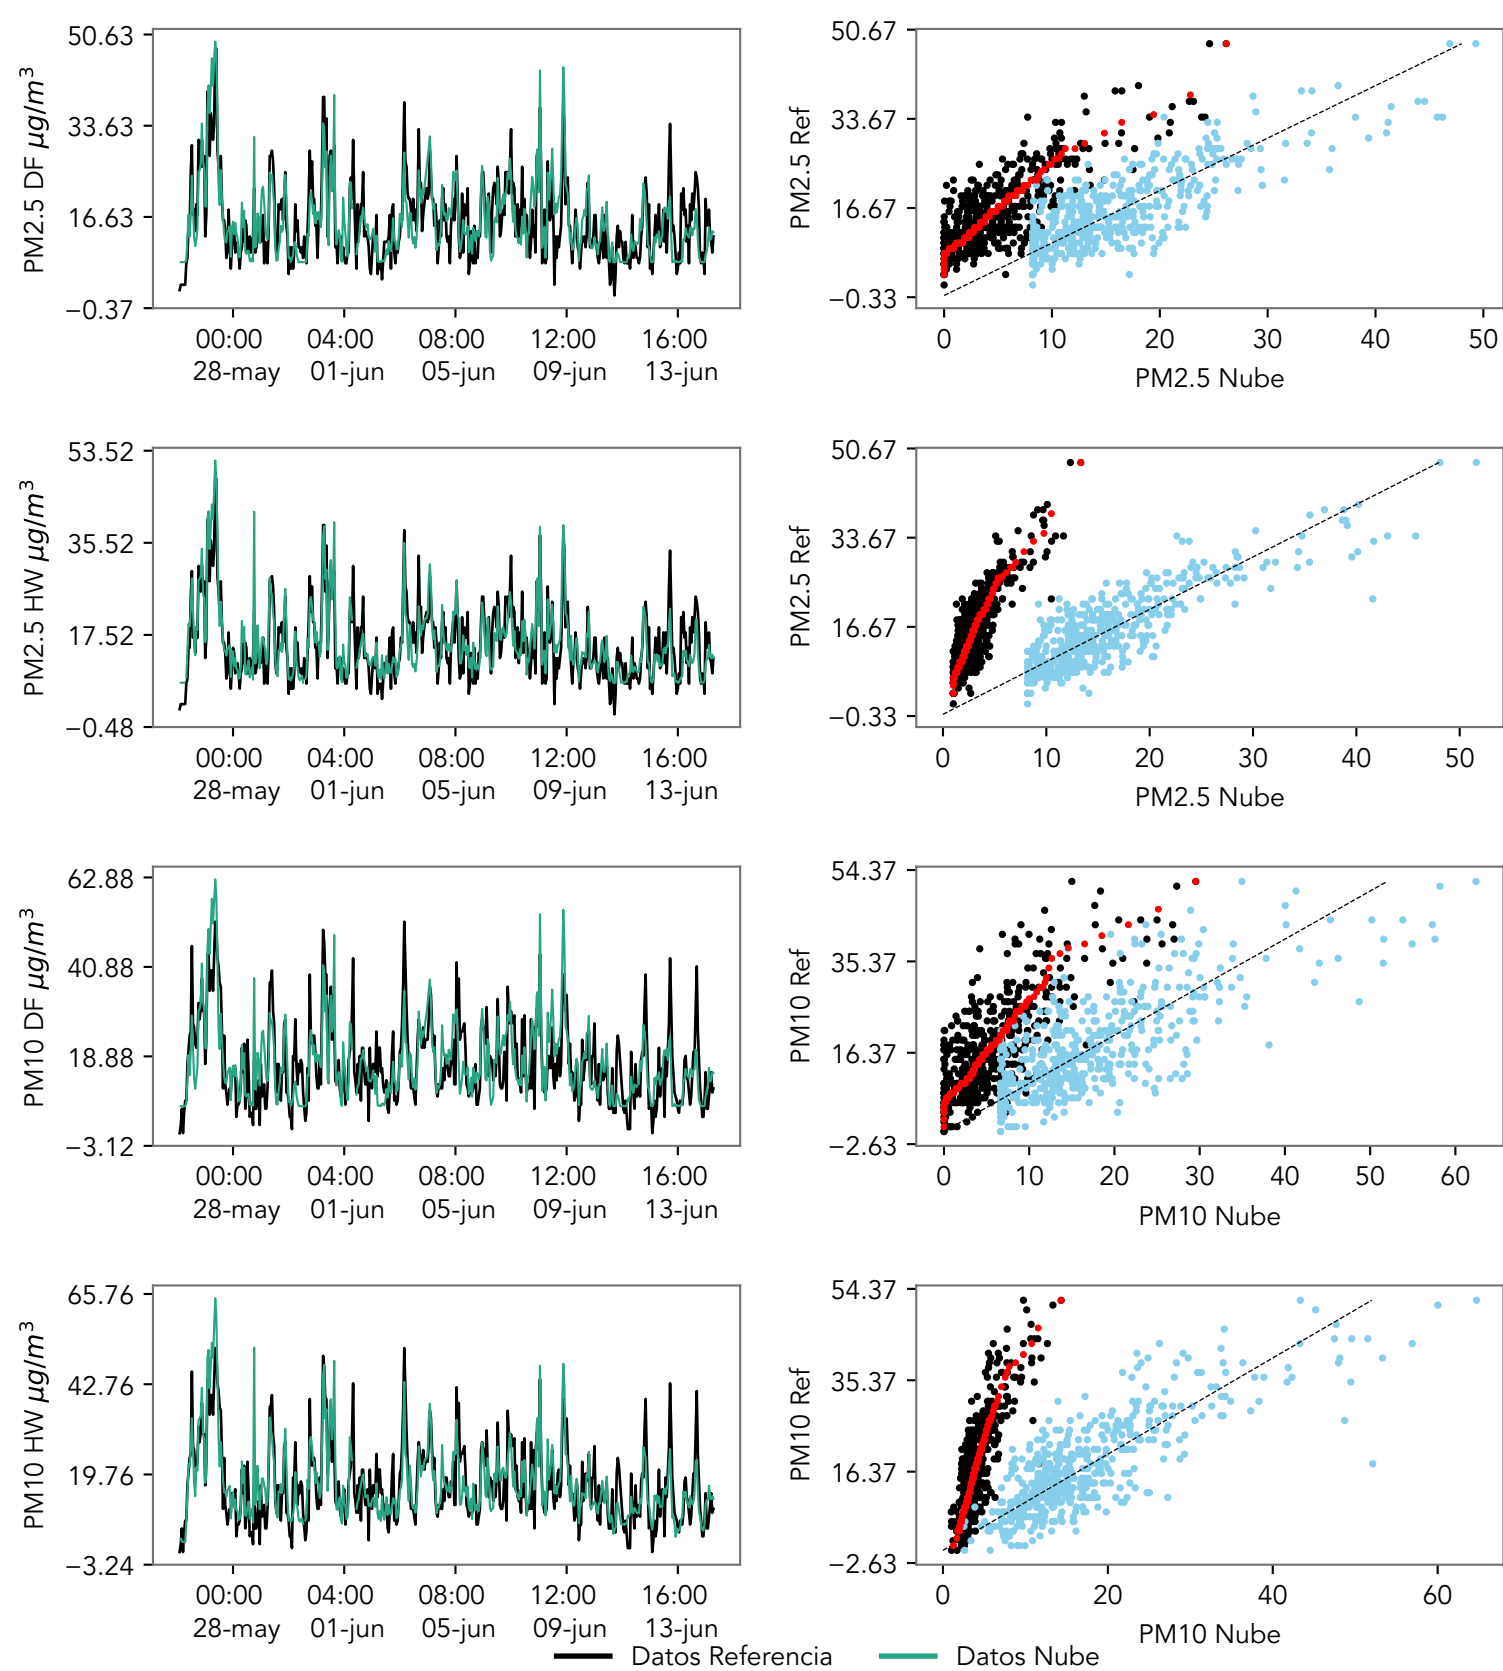 PM2.5 DF μg/m³
50.63
33.63
16.63
−0.37
00:00 04:00 08:00 12:00 16:00
28-may 01-jun 05-jun 09-jun 13-jun
PM2.5 Ref
50.67
33.67
16.67
−0.33
0 10 20 30 40 50
PM2.5 Nube
PM2.5 HW μg/m³
53.52
35.52
17.52
−0.48
00:00 04:00 08:00 12:00 16:00
28-may 01-jun 05-jun 09-jun 13-jun
PM2.5 Ref
50.67
33.67
16.67
−0.33
0 10 20 30 40 50
PM2.5 Nube
PM10 DF μg/m³
62.88
40.88
18.88
−3.12
00:00 04:00 08:00 12:00 16:00
28-may 01-jun 05-jun 09-jun 13-jun
PM10 Ref
54.37
35.37
16.37
−2.63
0 10 20 30 40 50 60
PM10 Nube
PM10 HW μg/m³
65.76
42.76
19.76
−3.24
00:00 04:00 08:00 12:00 16:00
28-may 01-jun 05-jun 09-jun 13-jun
PM10 Ref
54.37
35.37
16.37
−2.63
0 20 40 60
PM10 Nube
Datos Referencia Datos Nube